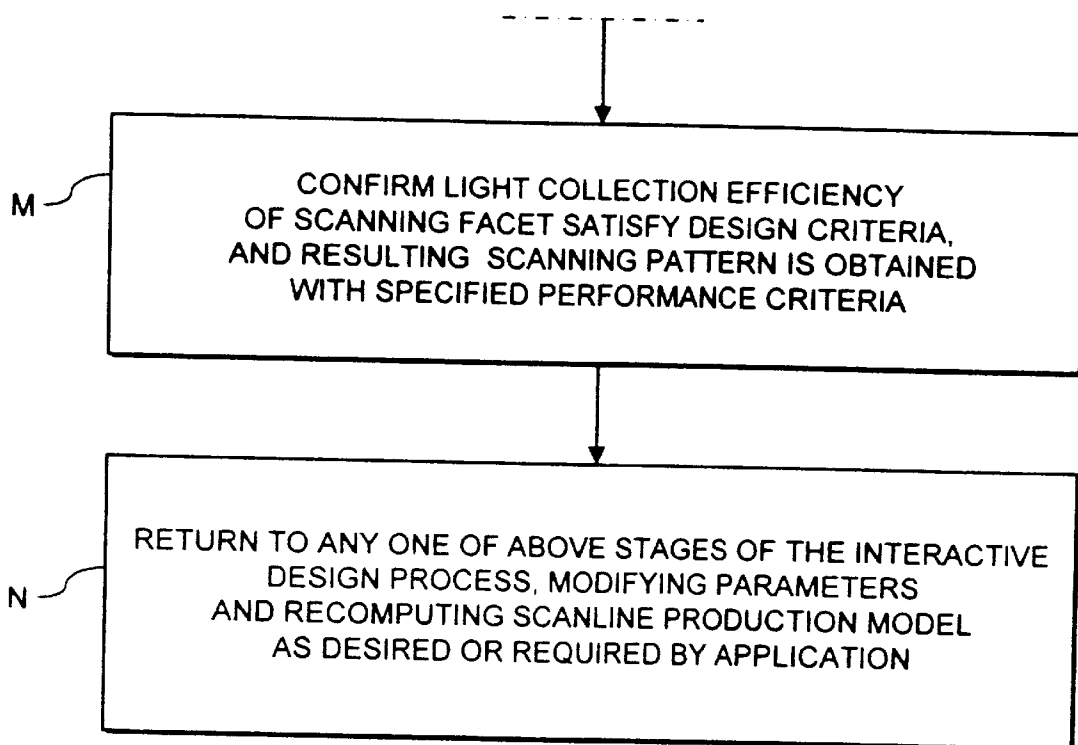 M
CONFIRM LIGHT COLLECTION EFFICIENCY
OF SCANNING FACET SATISFY DESIGN CRITERIA,
AND RESULTING SCANNING PATTERN IS OBTAINED
WITH SPECIFIED PERFORMANCE CRITERIA
N
RETURN TO ANY ONE OF ABOVE STAGES OF THE INTERACTIVE
DESIGN PROCESS, MODIFYING PARAMETERS
AND RECOMPUTING SCANLINE PRODUCTION MODEL
AS DESIRED OR REQUIRED BY APPLICATION